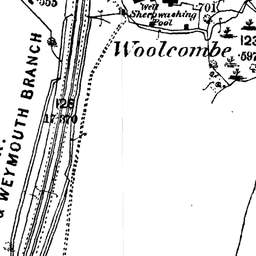 .555
Well
Sheepwashing
Pool
.701
Woolcombe
123
.597
126
17.370
& WEYMOUTH BRANCH
R.